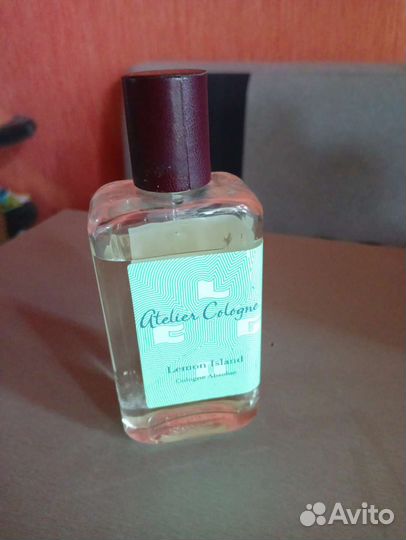 Atelier Cologne
Lemon Island
Cologne Absolue
Avito